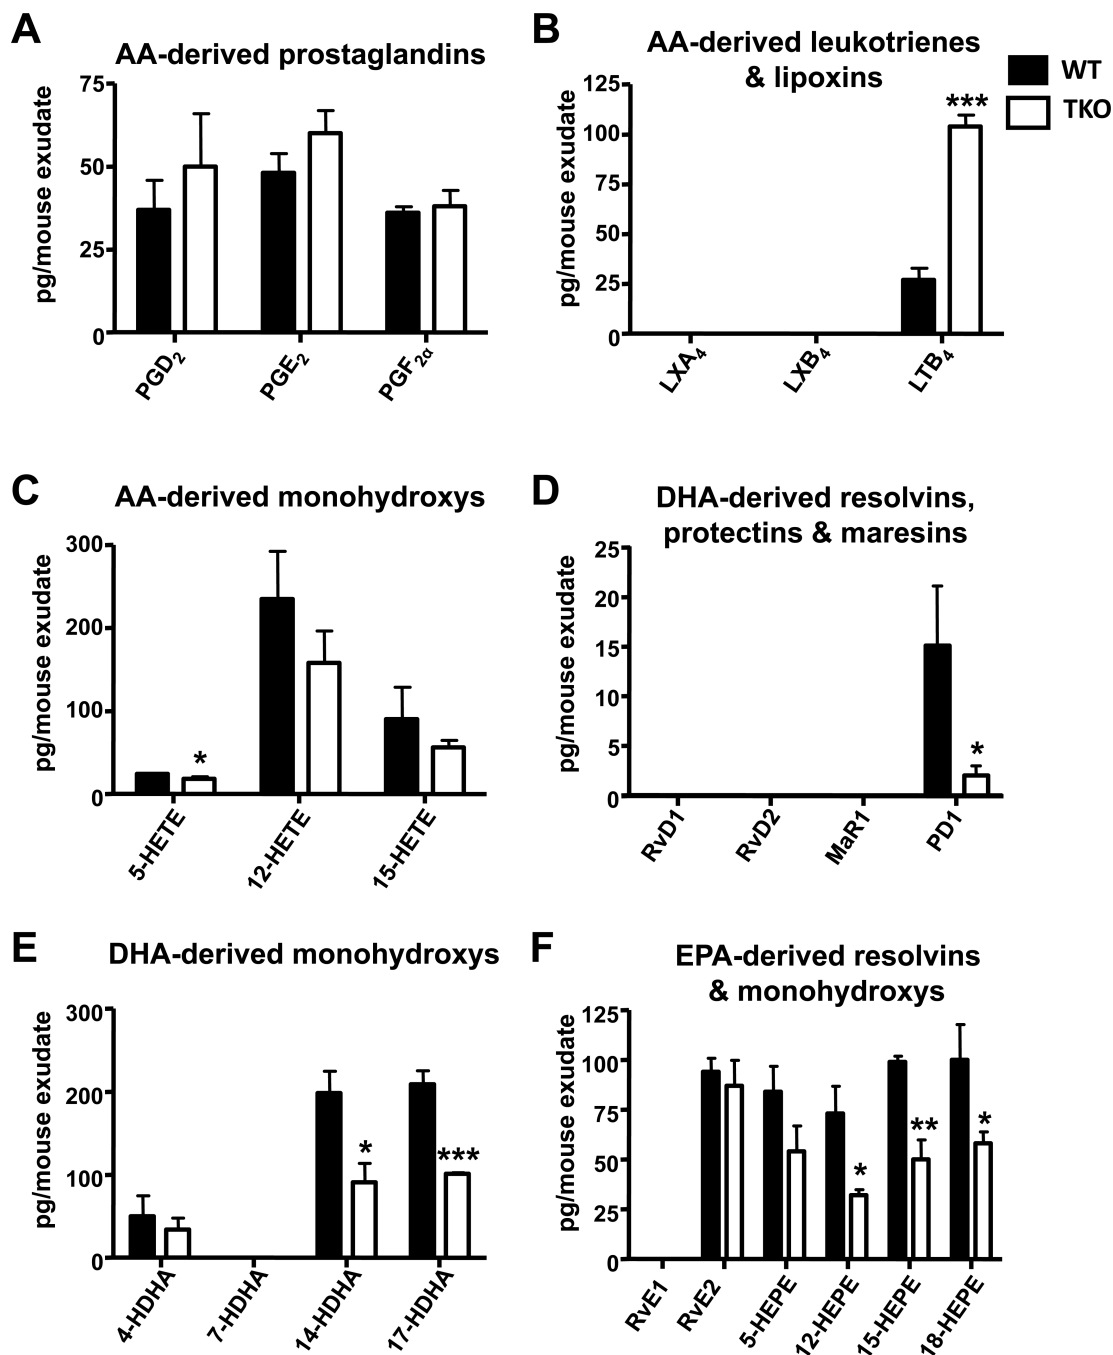 A
AA-derived prostaglandins
pg/mouse exudate
75
50
25
0
PGD2
PGE2
PGF2α
B
AA-derived leukotrienes
& lipoxins
WT
TKO
pg/mouse exudate
125
100
75
50
25
0
***
LXA4
LXB4
LTB4
C
AA-derived monohydroxys
pg/mouse exudate
300
200
100
0
*
5-HETE
12-HETE
15-HETE
D
DHA-derived resolvins,
protectins & maresins
pg/mouse exudate
25
20
15
10
5
0
*
RvD1
RvD2
MaR1
PD1
E
DHA-derived monohydroxys
pg/mouse exudate
300
200
100
0
*
***
4-HDHA
7-HDHA
14-HDHA
17-HDHA
F
EPA-derived resolvins
& monohydroxys
pg/mouse exudate
125
100
75
50
25
0
*
**
*
RvE1
RvE2
5-HEPE
12-HEPE
15-HEPE
18-HEPE